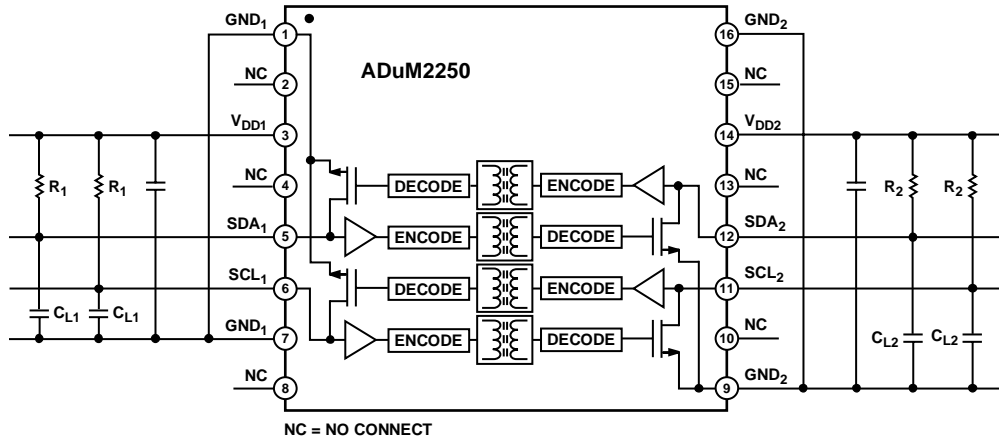 GND1
1
GND2
16
ADuM2250
NC
2
NC
15
VDD1
3
VDD2
14
NC
4
NC
13
R1
R1
R2
R2
DECODE
ENCODE
SDA1
5
SDA2
12
ENCODE
DECODE
SCL1
6
SCL2
11
DECODE
ENCODE
CL1
CL1
GND1
7
NC
10
CL2
CL2
ENCODE
DECODE
NC
8
GND2
9
NC = NO CONNECT